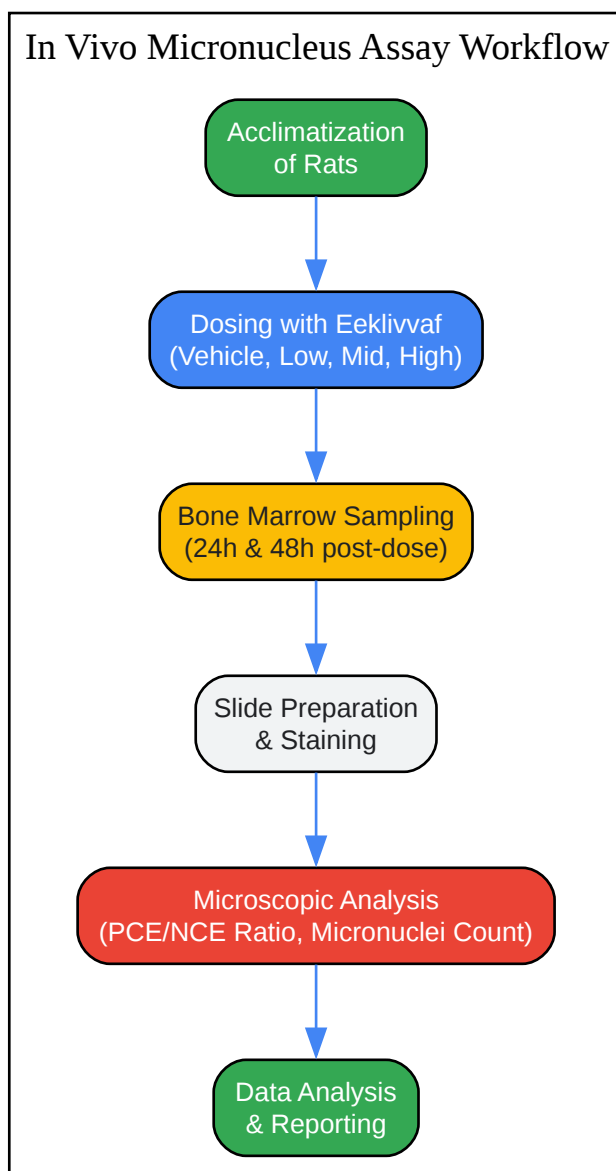 In Vivo Micronucleus Assay Workflow
Acclimatization
of Rats
Dosing with Eeklivvaf
(Vehicle, Low, Mid, High)
Bone Marrow Sampling
(24h & 48h post-dose)
Slide Preparation
& Staining
Microscopic Analysis
(PCE/NCE Ratio, Micronuclei Count)
Data Analysis
& Reporting